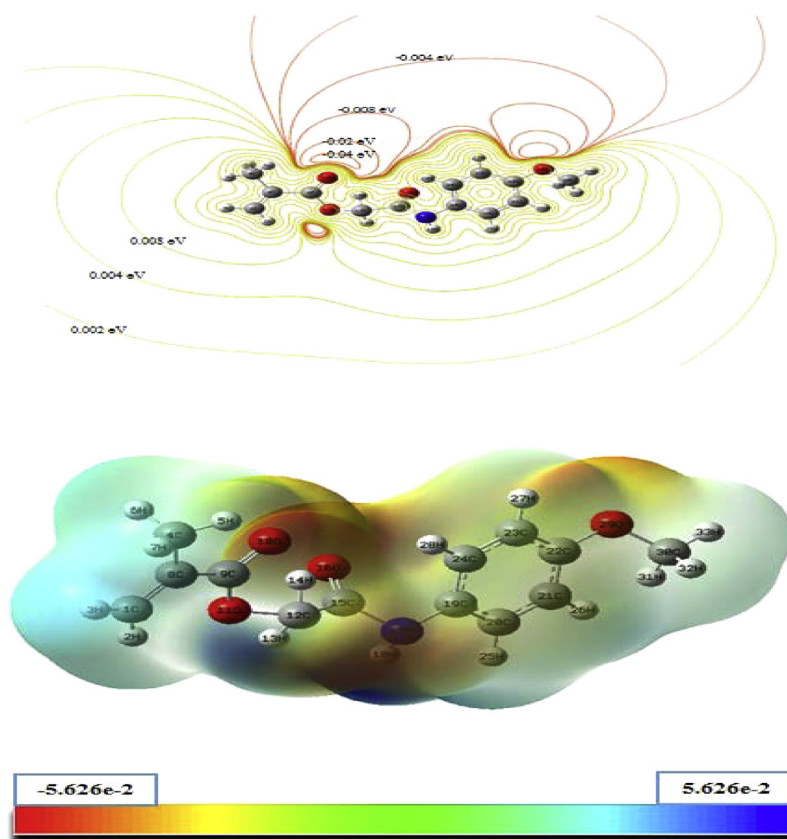 -0.004 eV
-0.008 eV
-0.02 eV
-0.04 eV
0.008 eV
0.004 eV
0.002 eV
6H
5H
4C
7H
10O
8C
9C
3H
1C
11O
2H
14H
16O
12C
15C
13H
18H
27H
23C
28H
24C
22C
29O
33H
30C
32H
31H
19C
21C
26H
20C
25H
-5.626e-2
5.626e-2